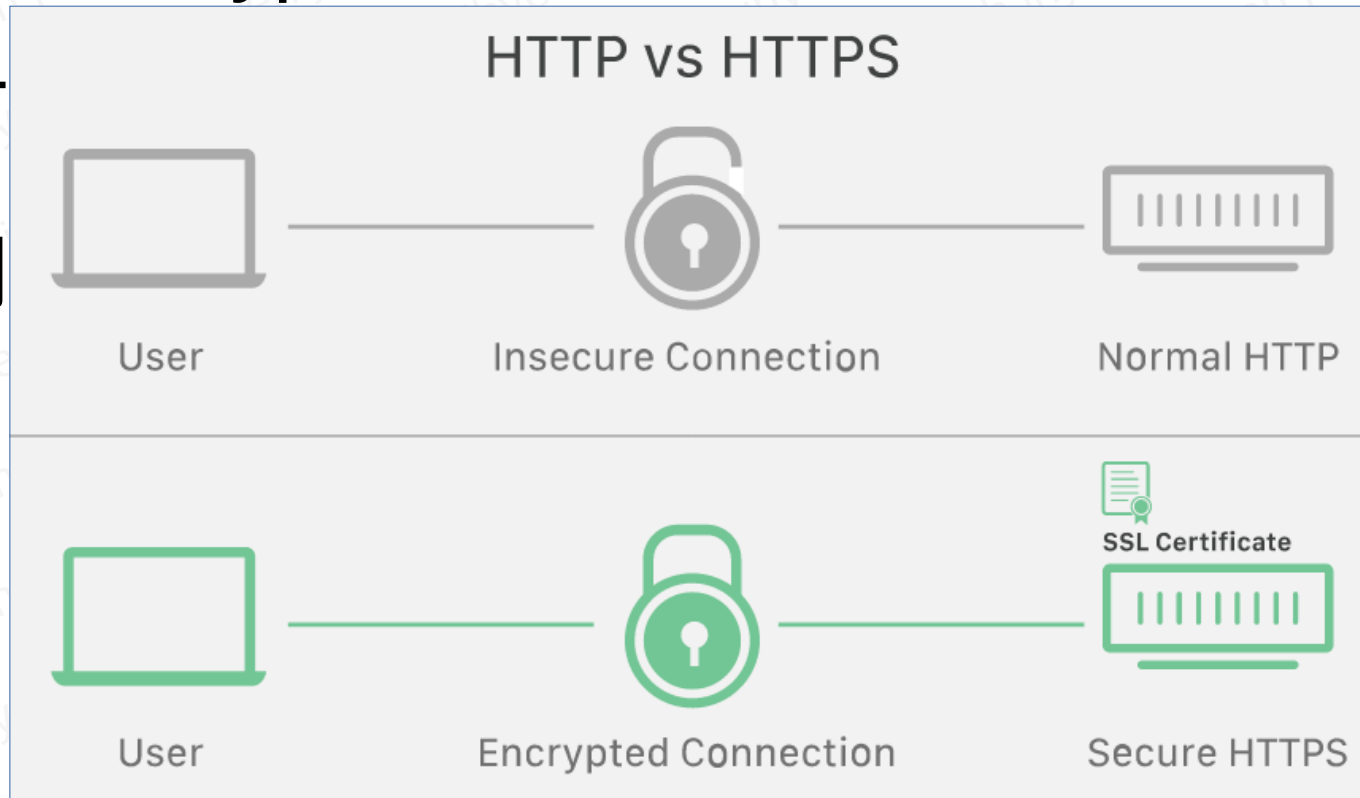 HTTP vs HTTPS
User
Insecure Connection
Normal HTTP
SSL Certificate
User
Encrypted Connection
Secure HTTPS